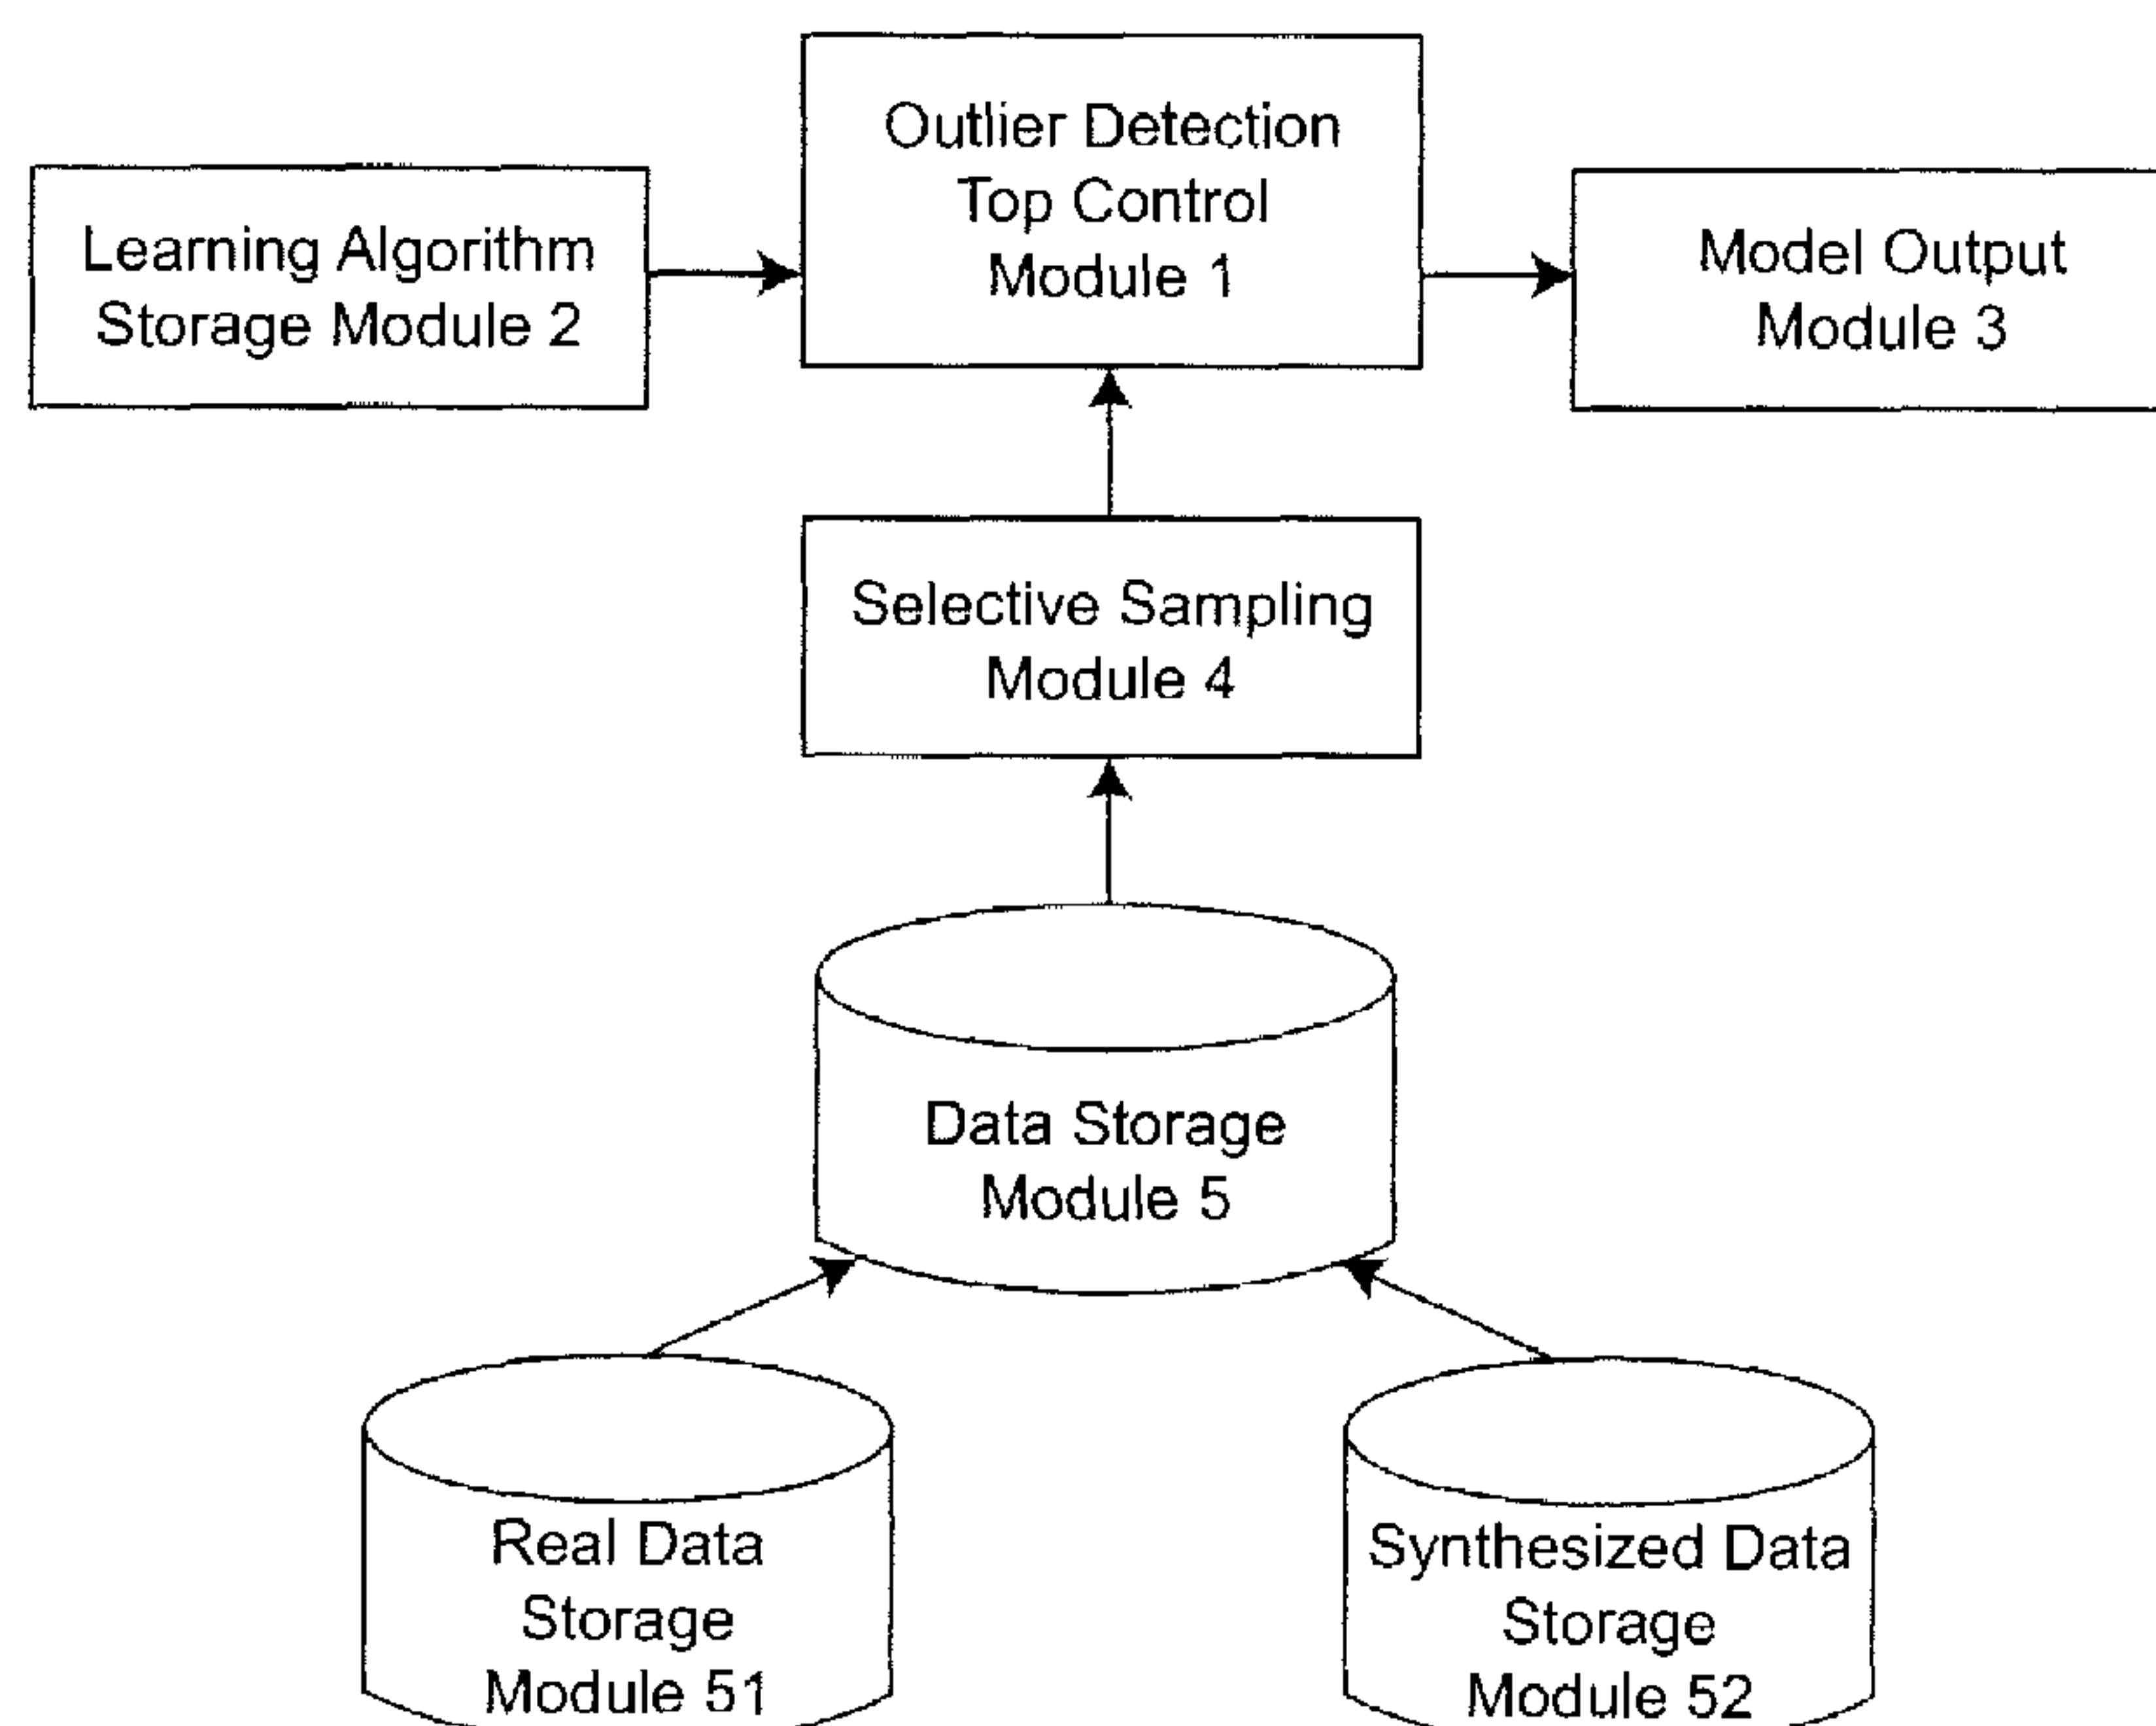 Outlier Detection
Top Control
Module 1
Learning Algorithm
Storage Module 2
Model Output
Module 3
Selective Sampling
Module 4
Data Storage
Module 5
Real Data
Storage
Module 51
Synthesized Data
Storage
Module 52